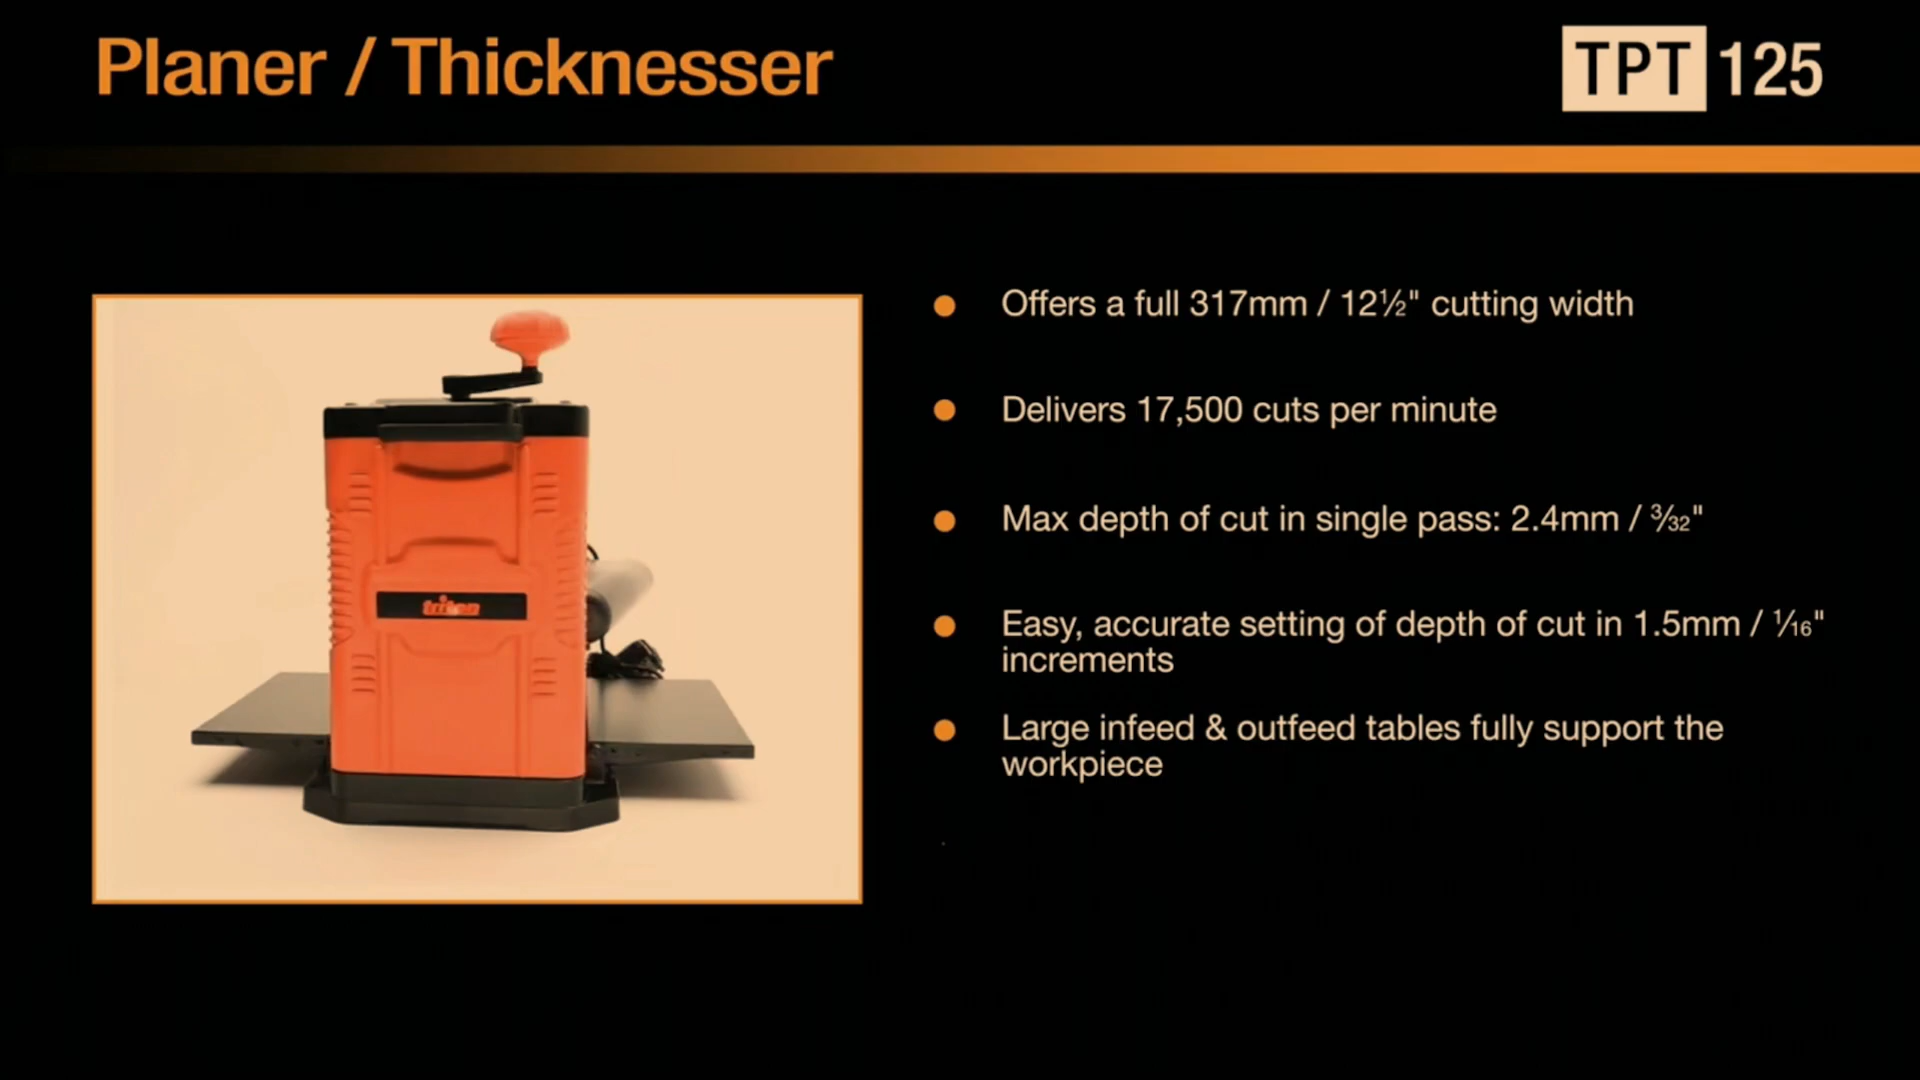 Planer / Thicknesser
TPT 125
triton
Offers a full 317mm / 12½" cutting width
Delivers 17,500 cuts per minute
Max depth of cut in single pass: 2.4mm / 3⁄32"
Easy, accurate setting of depth of cut in 1.5mm / 1⁄16"
increments
Large infeed & outfeed tables fully support the
workpiece